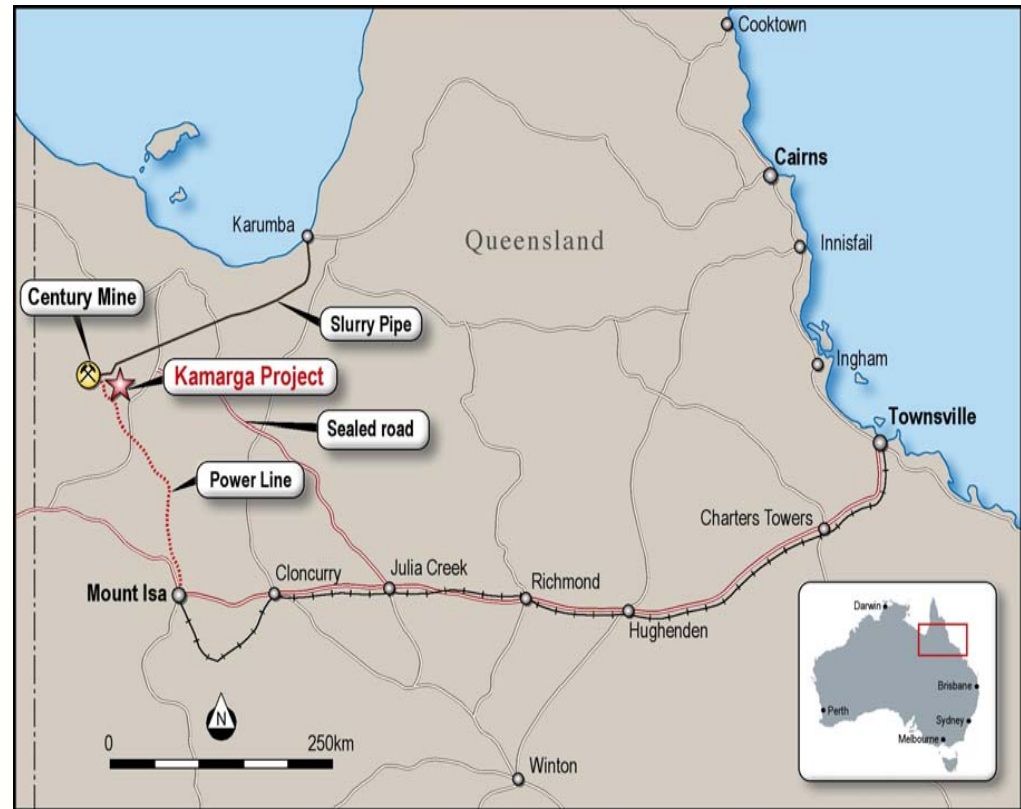 Cooktown
Cairns
Karumba
Queensland
Innisfail
Century Mine
Slurry Pipe
Ingham
Kamarga Project
Townsville
Sealed road
Power Line
Charters Towers
Mount Isa
Cloncurry
Julia Creek
Richmond
Hughenden
N
0
250km
Winton
Darwin
Brisbane
Perth
Sydney
Melbourne